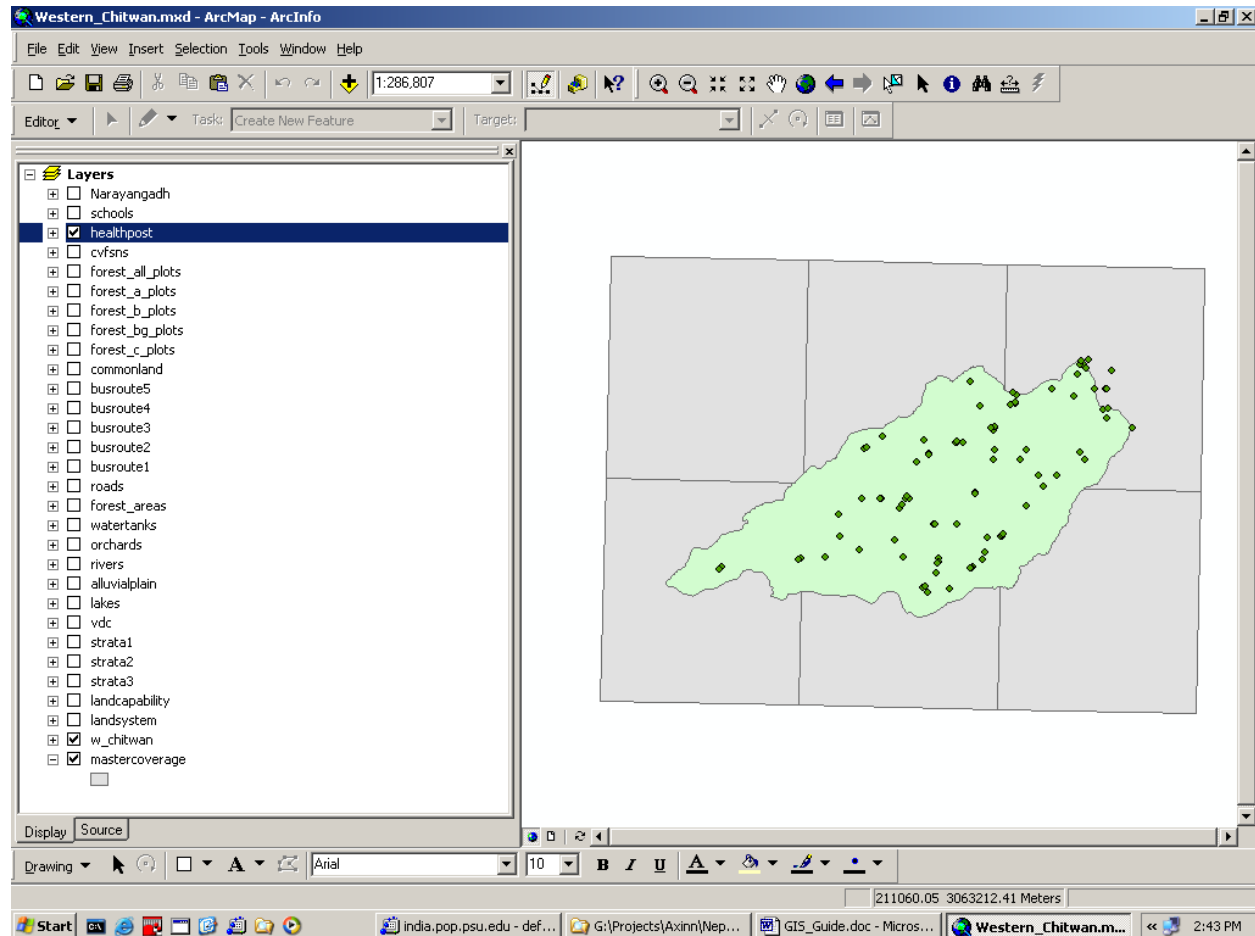 Western_Chitwan.mxd - ArcMap - ArcInfo
File Edit View Insert Selection Tools Window Help
1:286,807
Editor Task: Create New Feature Target:
Layers
Narayangadh
schools
healthpost
cvfsns
forest_all_plots
forest_a_plots
forest_b_plots
forest_bg_plots
forest_c_plots
commonland
busroute5
busroute4
busroute3
busroute2
busroute1
roads
forest_areas
watertanks
orchards
rivers
alluvialplain
lakes
vdc
strata1
strata2
strata3
landcapability
landsystem
w_chitwan
mastercoverage
Display Source
Drawing A Arial 10 B I U A
211060.05 3063212.41 Meters
Start india.pop.psu.edu - def... G:\Projects\Axinn\Nep... GIS_Guide.doc - Micros... Western_Chitwan.m... « 2:43 PM